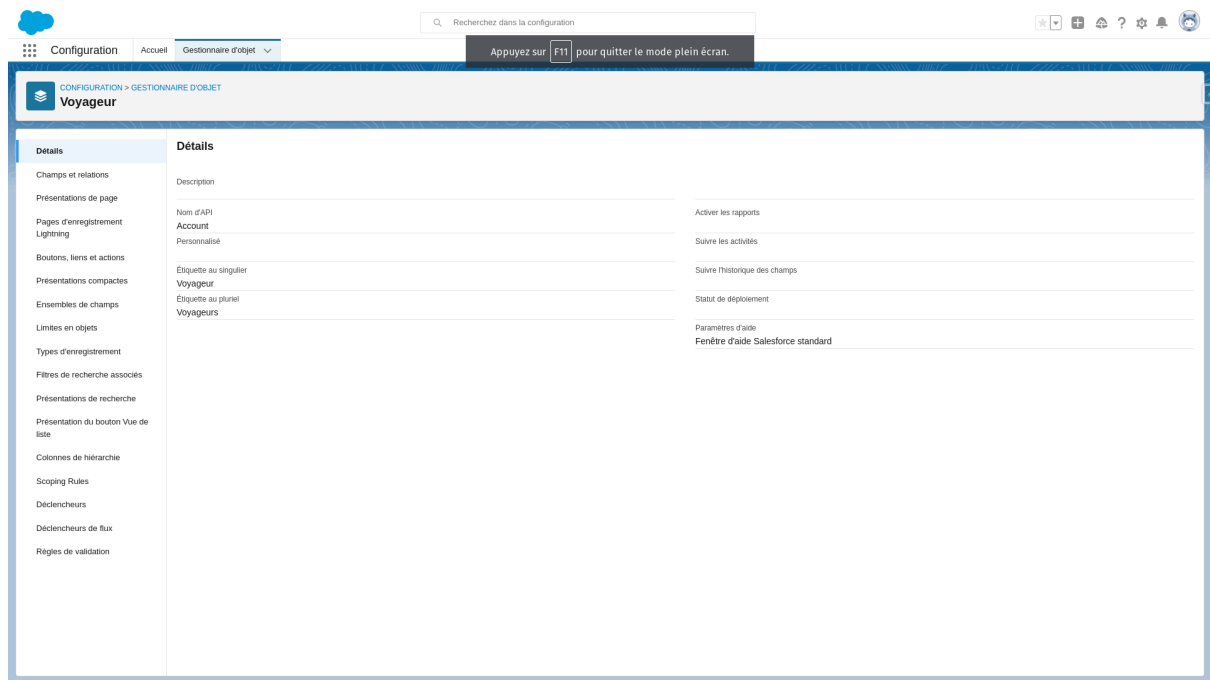 Recherchez dans la configuration
Configuration
Accueil
Gestionnaire d'objet
Appuyez sur F11 pour quitter le mode plein écran.
CONFIGURATION > GESTIONNAIRE D'OBJET
Voyageur
Détails
Champs et relations
Présentations de page
Pages d'enregistrement
Lightning
Boutons, liens et actions
Présentations compactes
Ensembles de champs
Limites en objets
Types d'enregistrement
Filtres de recherche associés
Présentations de recherche
Présentation du bouton Vue de
liste
Colonnes de hiérarchie
Scoping Rules
Déclencheurs
Déclencheurs de flux
Règles de validation
Détails
Description
Nom d'API
Account
Personnalisé
Étiquette au singulier
Voyageur
Étiquette au pluriel
Voyageurs
Activer les rapports
Suivre les activités
Suivre l'historique des champs
Statut de déploiement
Paramètres d'aide
Fenêtre d'aide Salesforce standard